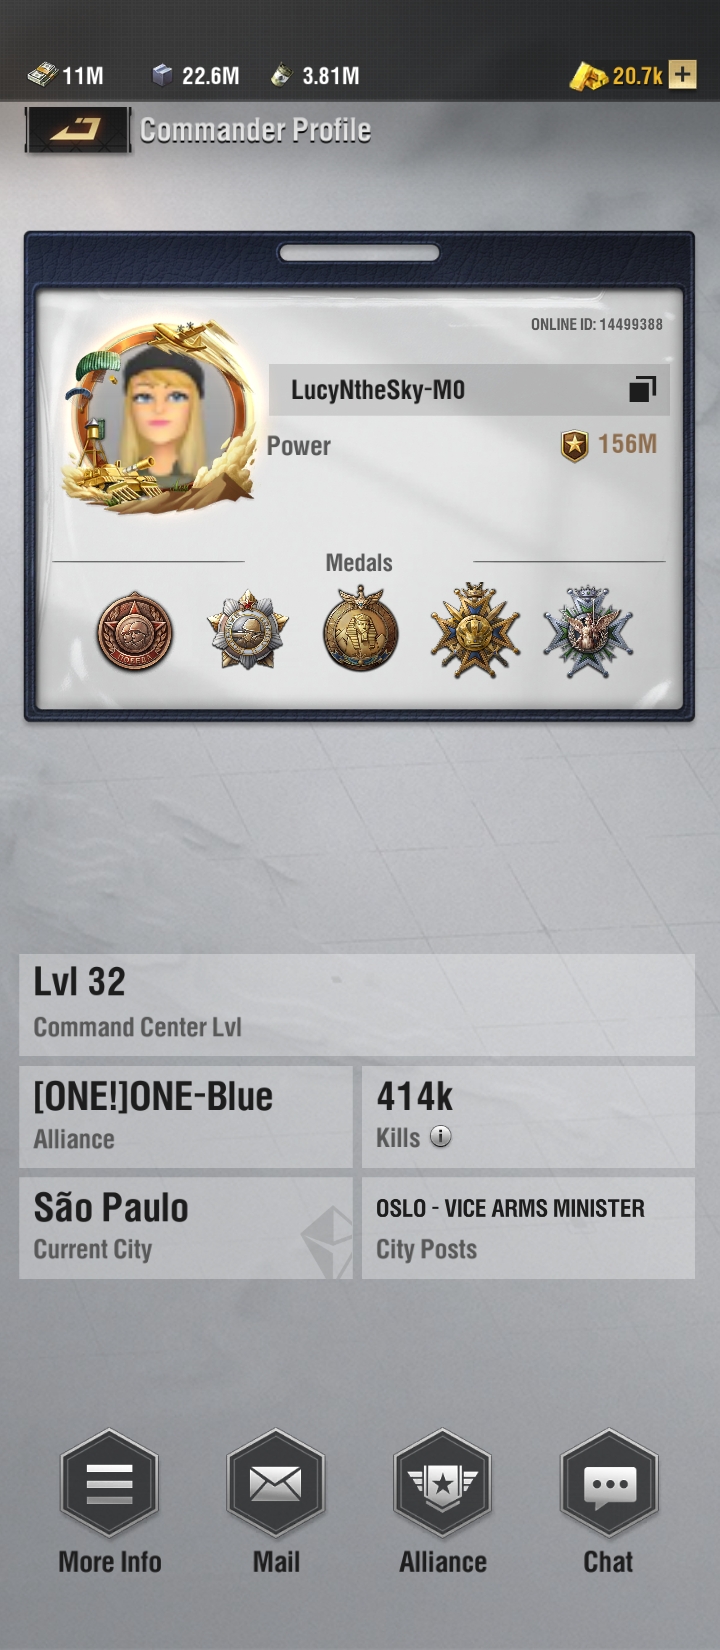 11M 22.6M 3.81M 20.7k +
Commander Profile
ONLINE ID: 14499388
LucyNtheSky-M0
Power 156M
Medals
Lvl 32
Command Center Lvl
[ONE!]ONE-Blue
Alliance
414k
Kills i
São Paulo
Current City
OSLO - VICE ARMS MINISTER
City Posts
More Info Mail Alliance Chat